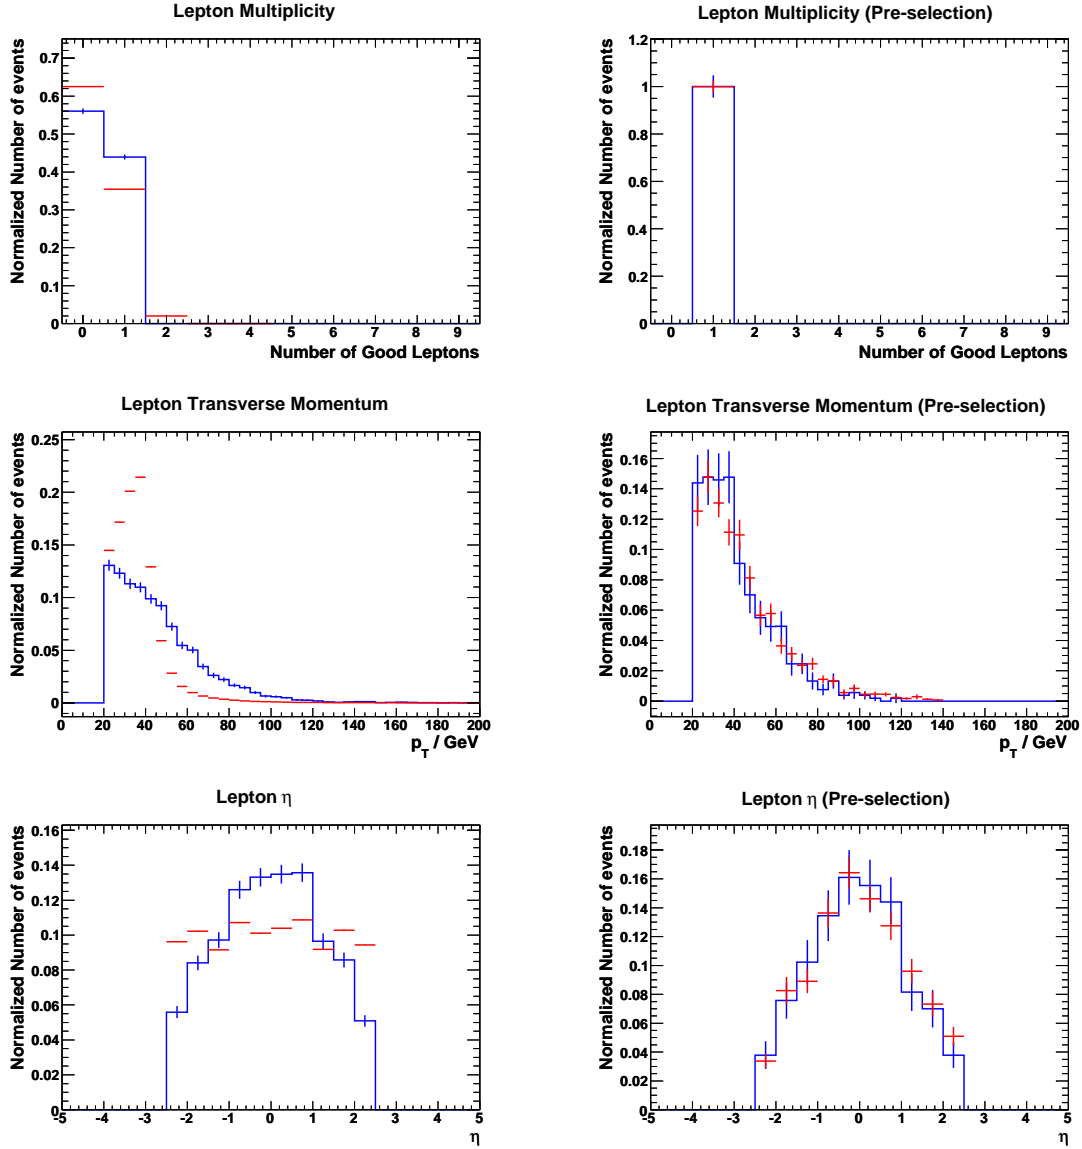 Lepton Multiplicity
Normalized Number of events
0.7
0.6
0.5
0.4
0.3
0.2
0.1
0
0 1 2 3 4 5 6 7 8 9
Number of Good Leptons
Lepton Multiplicity (Pre-selection)
Normalized Number of events
1.2
1
0.8
0.6
0.4
0.2
0
0 1 2 3 4 5 6 7 8 9
Number of Good Leptons
Lepton Transverse Momentum
Normalized Number of events
0.25
0.2
0.15
0.1
0.05
0
0 20 40 60 80 100 120 140 160 180 200
p_T / GeV
Lepton Transverse Momentum (Pre-selection)
Normalized Number of events
0.16
0.14
0.12
0.1
0.08
0.06
0.04
0.02
0
0 20 40 60 80 100 120 140 160 180 200
p_T / GeV
Lepton η
Normalized Number of events
0.16
0.14
0.12
0.1
0.08
0.06
0.04
0.02
0
-5 -4 -3 -2 -1 0 1 2 3 4 5
η
Lepton η (Pre-selection)
Normalized Number of events
0.18
0.16
0.14
0.12
0.1
0.08
0.06
0.04
0.02
0
-5 -4 -3 -2 -1 0 1 2 3 4 5
η